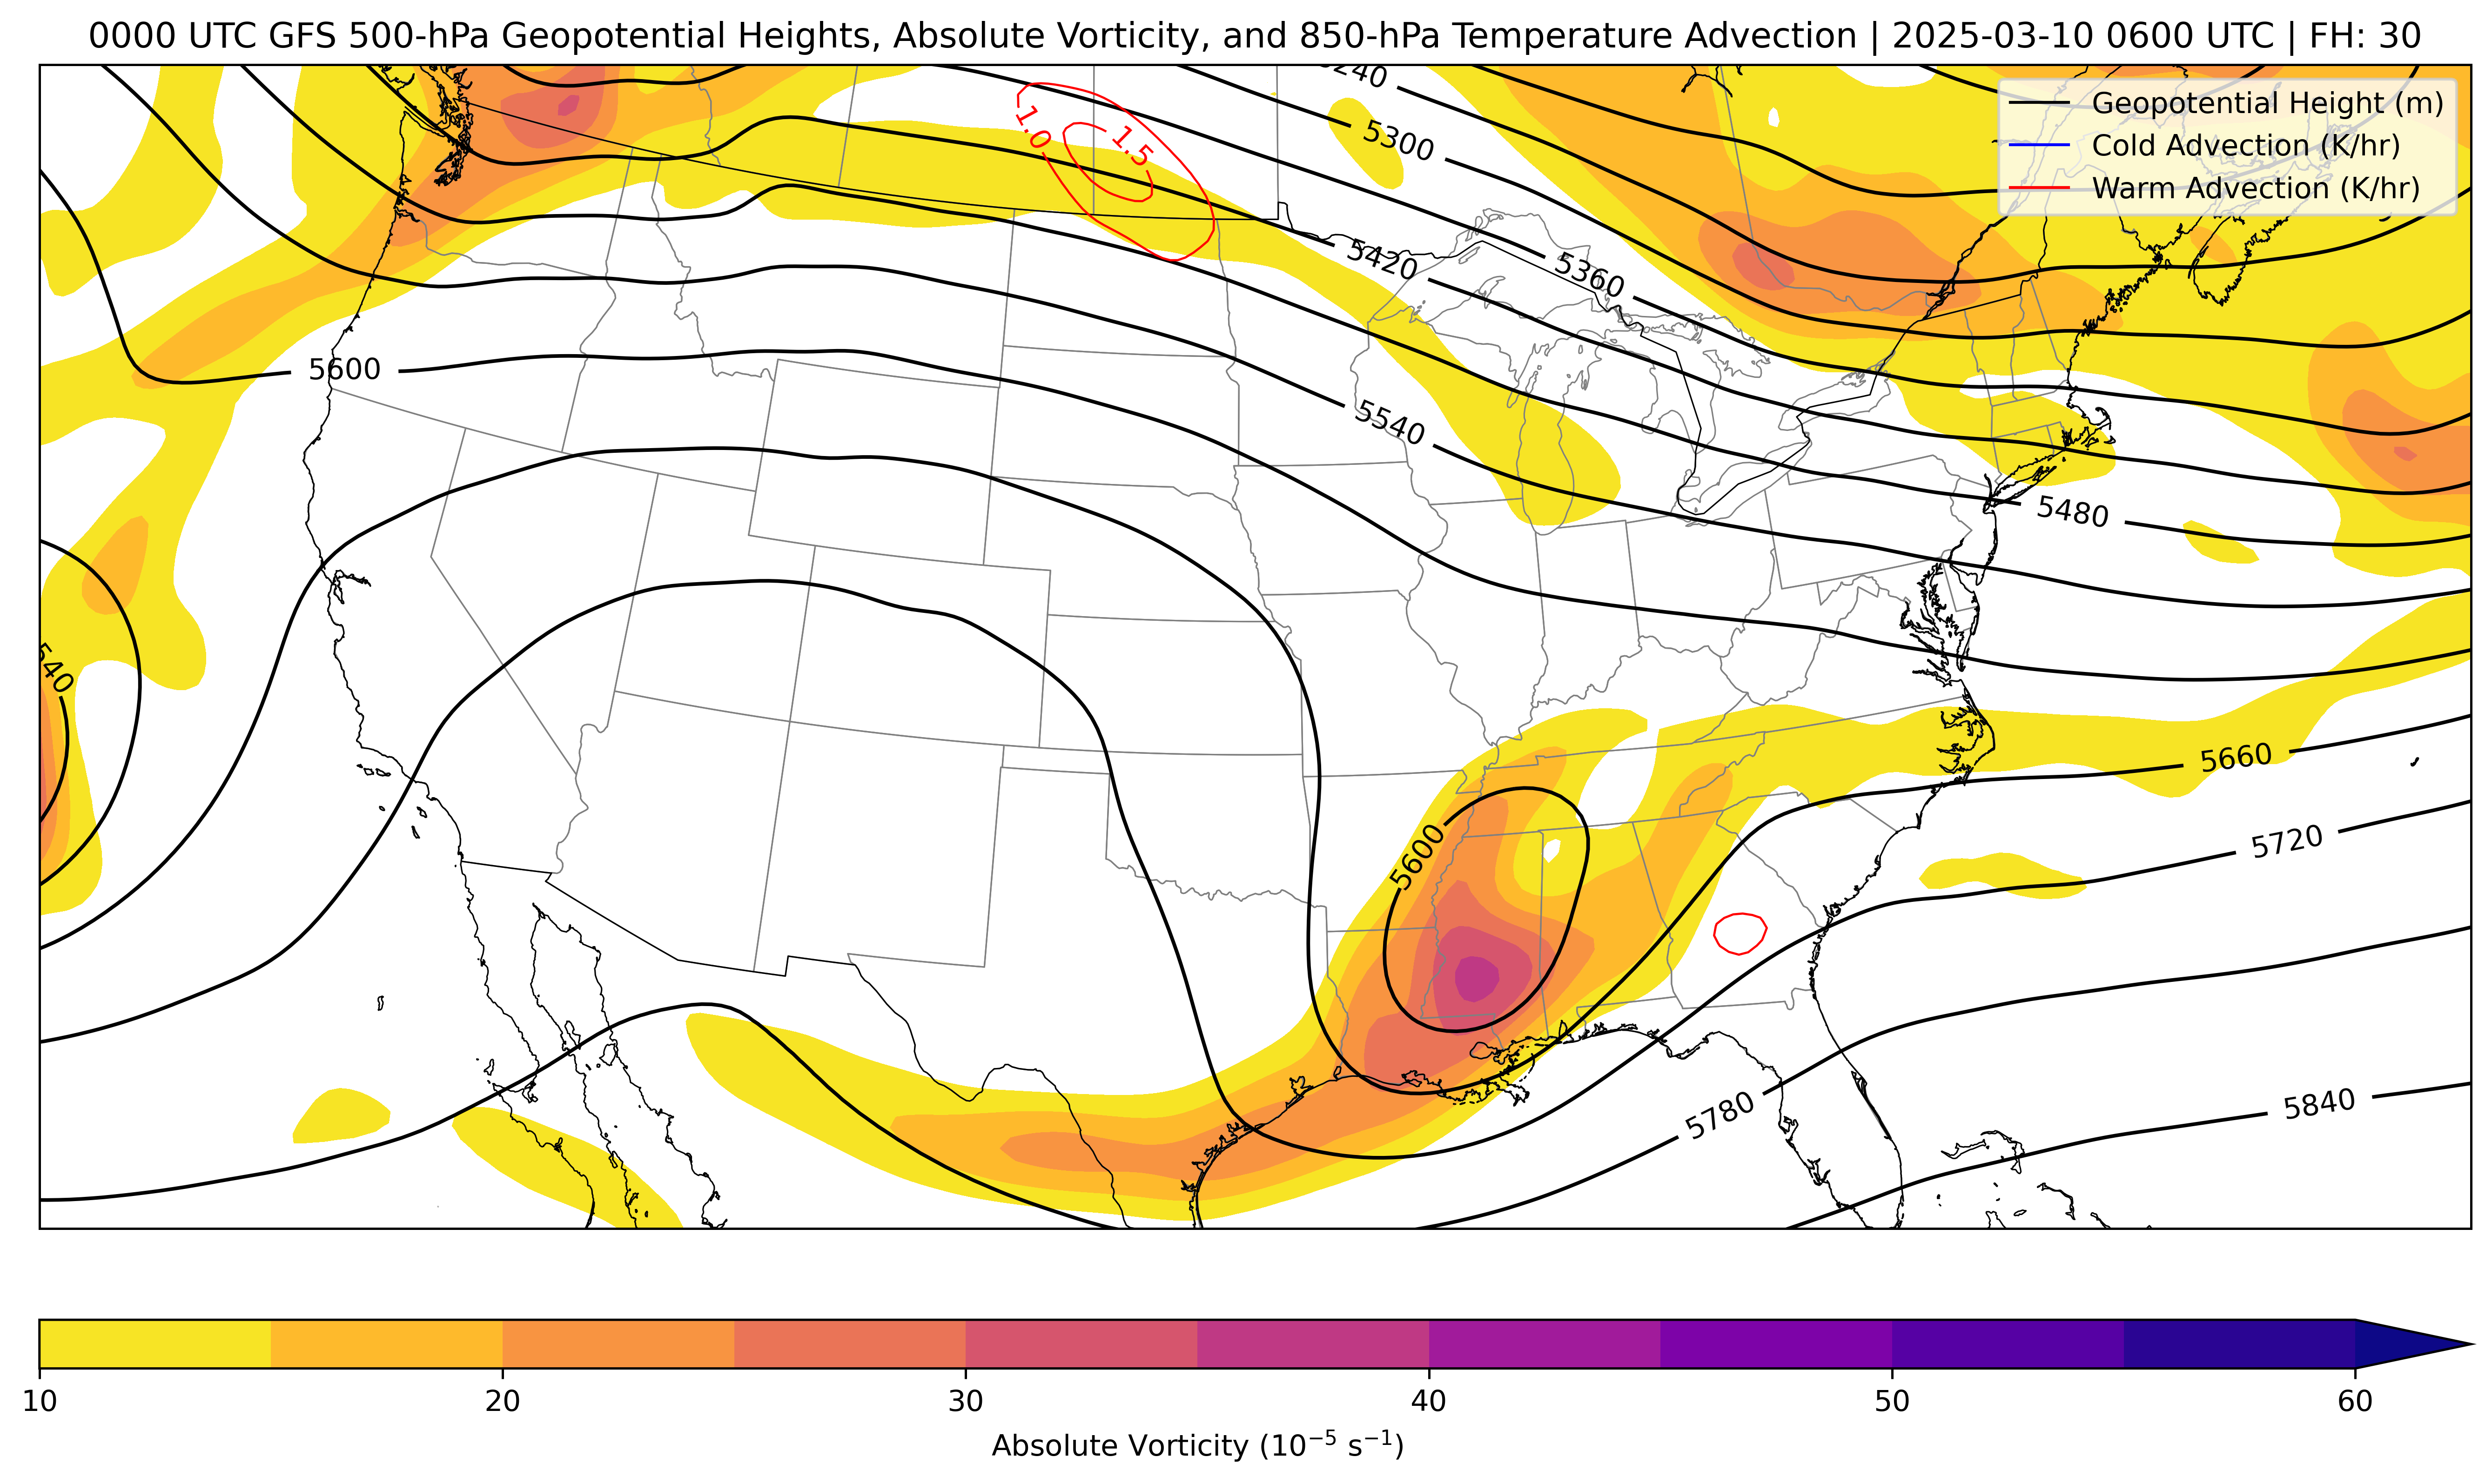 0000 UTC GFS 500-hPa Geopotential Heights, Absolute Vorticity, and 850-hPa Temperature Advection | 2025-03-10 0600 UTC | FH: 30
Geopotential Height (m)
Cold Advection (K/hr)
Warm Advection (K/hr)
1.0
1.5
5300
5420
5360
5600
5540
5480
5660
5600
5720
5780
5840
10 20 30 40 50 60
Absolute Vorticity (10⁻⁵ s⁻¹)